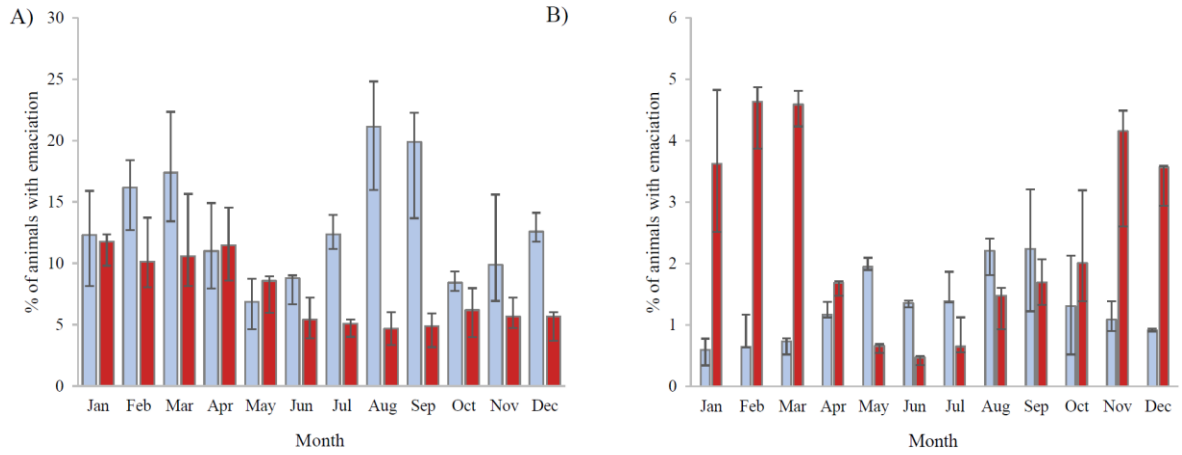 A)
% of animals with emaciation
30
25
20
15
10
5
0
Jan Feb Mar Apr May Jun Jul Aug Sep Oct Nov Dec
Month
B)
% of animals with emaciation
6
5
4
3
2
1
0
Jan Feb Mar Apr May Jun Jul Aug Sep Oct Nov Dec
Month